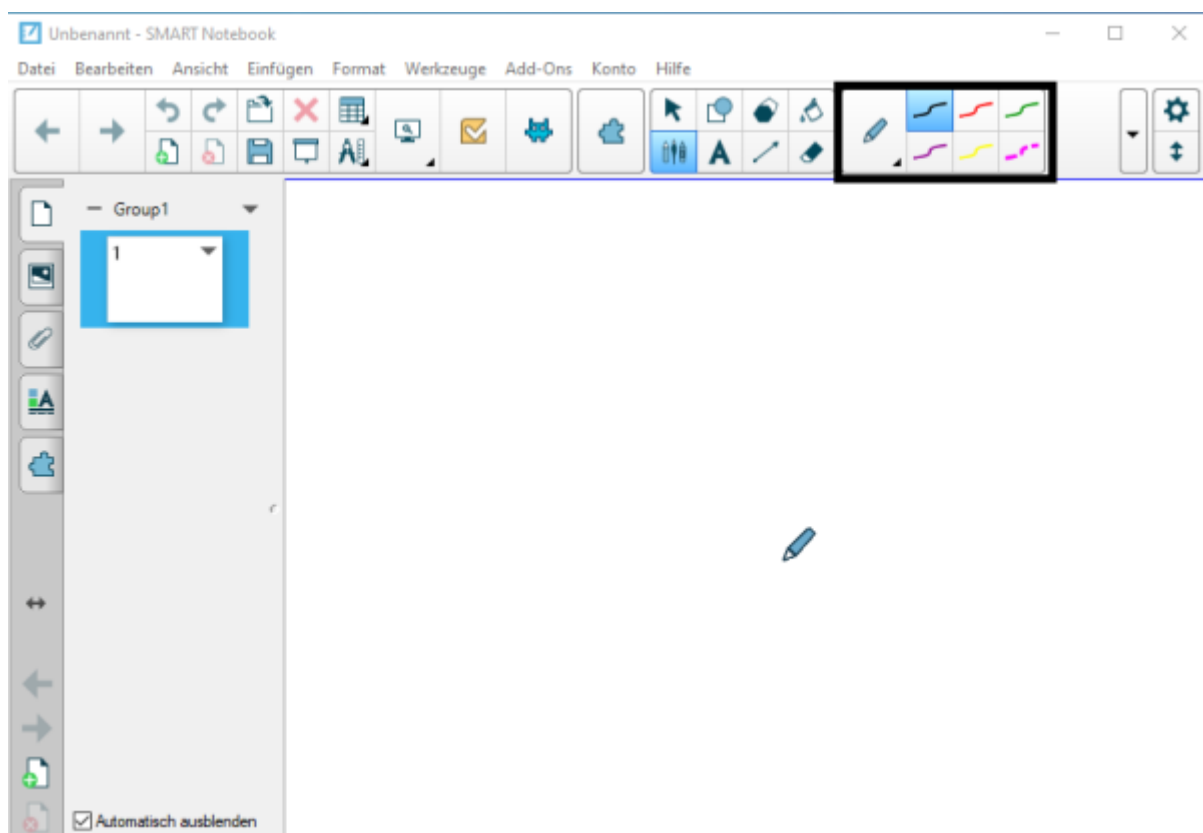 Unbenannt - SMART Notebook
Datei Bearbeiten Ansicht Einfügen Format Werkzeuge Add-Ons Konto Hilfe
Group1
1
Automatisch ausblenden